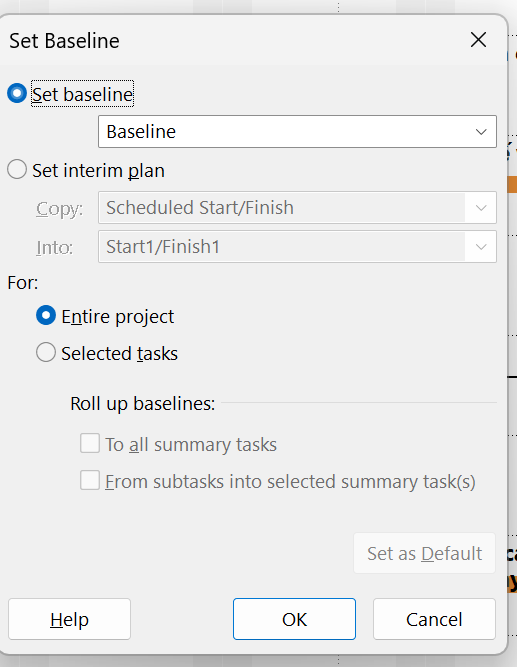 Set Baseline
Set baseline
Baseline
Set interim plan
Copy: Scheduled Start/Finish
Into: Start1/Finish1
For:
Entire project
Selected tasks
Roll up baselines:
To all summary tasks
From subtasks into selected summary task(s)
Set as Default
Help OK Cancel